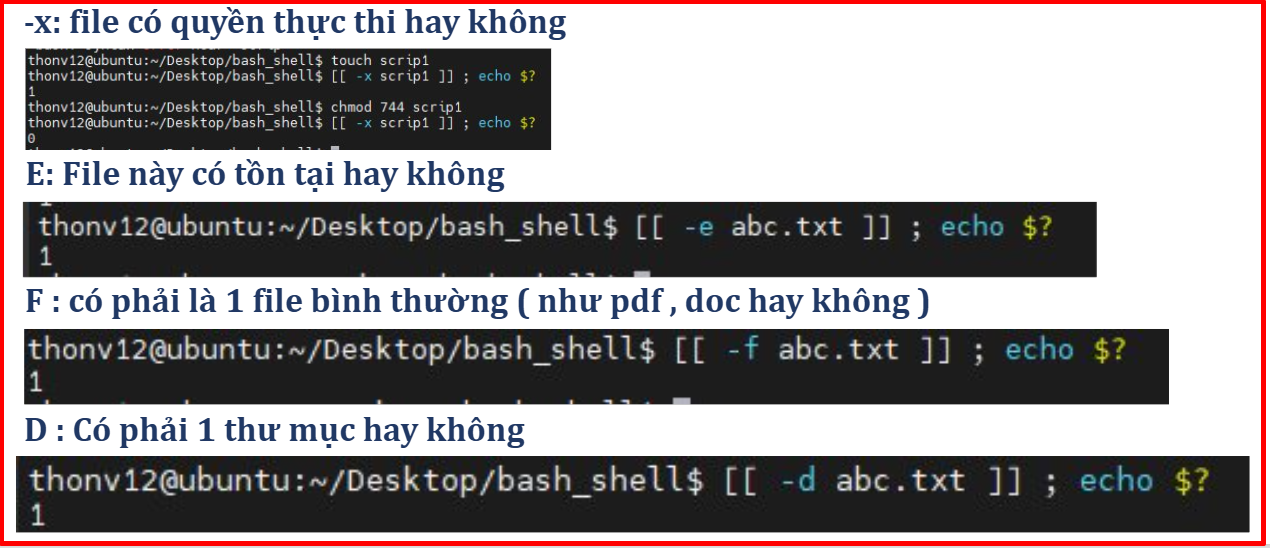 -x: file có quyền thực thi hay không
thonv12@ubuntu:~/Desktop/bash_shell$ touch scrip1
thonv12@ubuntu:~/Desktop/bash_shell$ [[ -x scrip1 ]] ; echo $?
1
thonv12@ubuntu:~/Desktop/bash_shell$ chmod 744 scrip1
thonv12@ubuntu:~/Desktop/bash_shell$ [[ -x scrip1 ]] ; echo $?
0
E: File này có tồn tại hay không
thonv12@ubuntu:~/Desktop/bash_shell$ [[ -e abc.txt ]] ; echo $?
1
F : có phải là 1 file bình thường ( như pdf , doc hay không )
thonv12@ubuntu:~/Desktop/bash_shell$ [[ -f abc.txt ]] ; echo $?
1
D : Có phải 1 thư mục hay không
thonv12@ubuntu:~/Desktop/bash_shell$ [[ -d abc.txt ]] ; echo $?
1